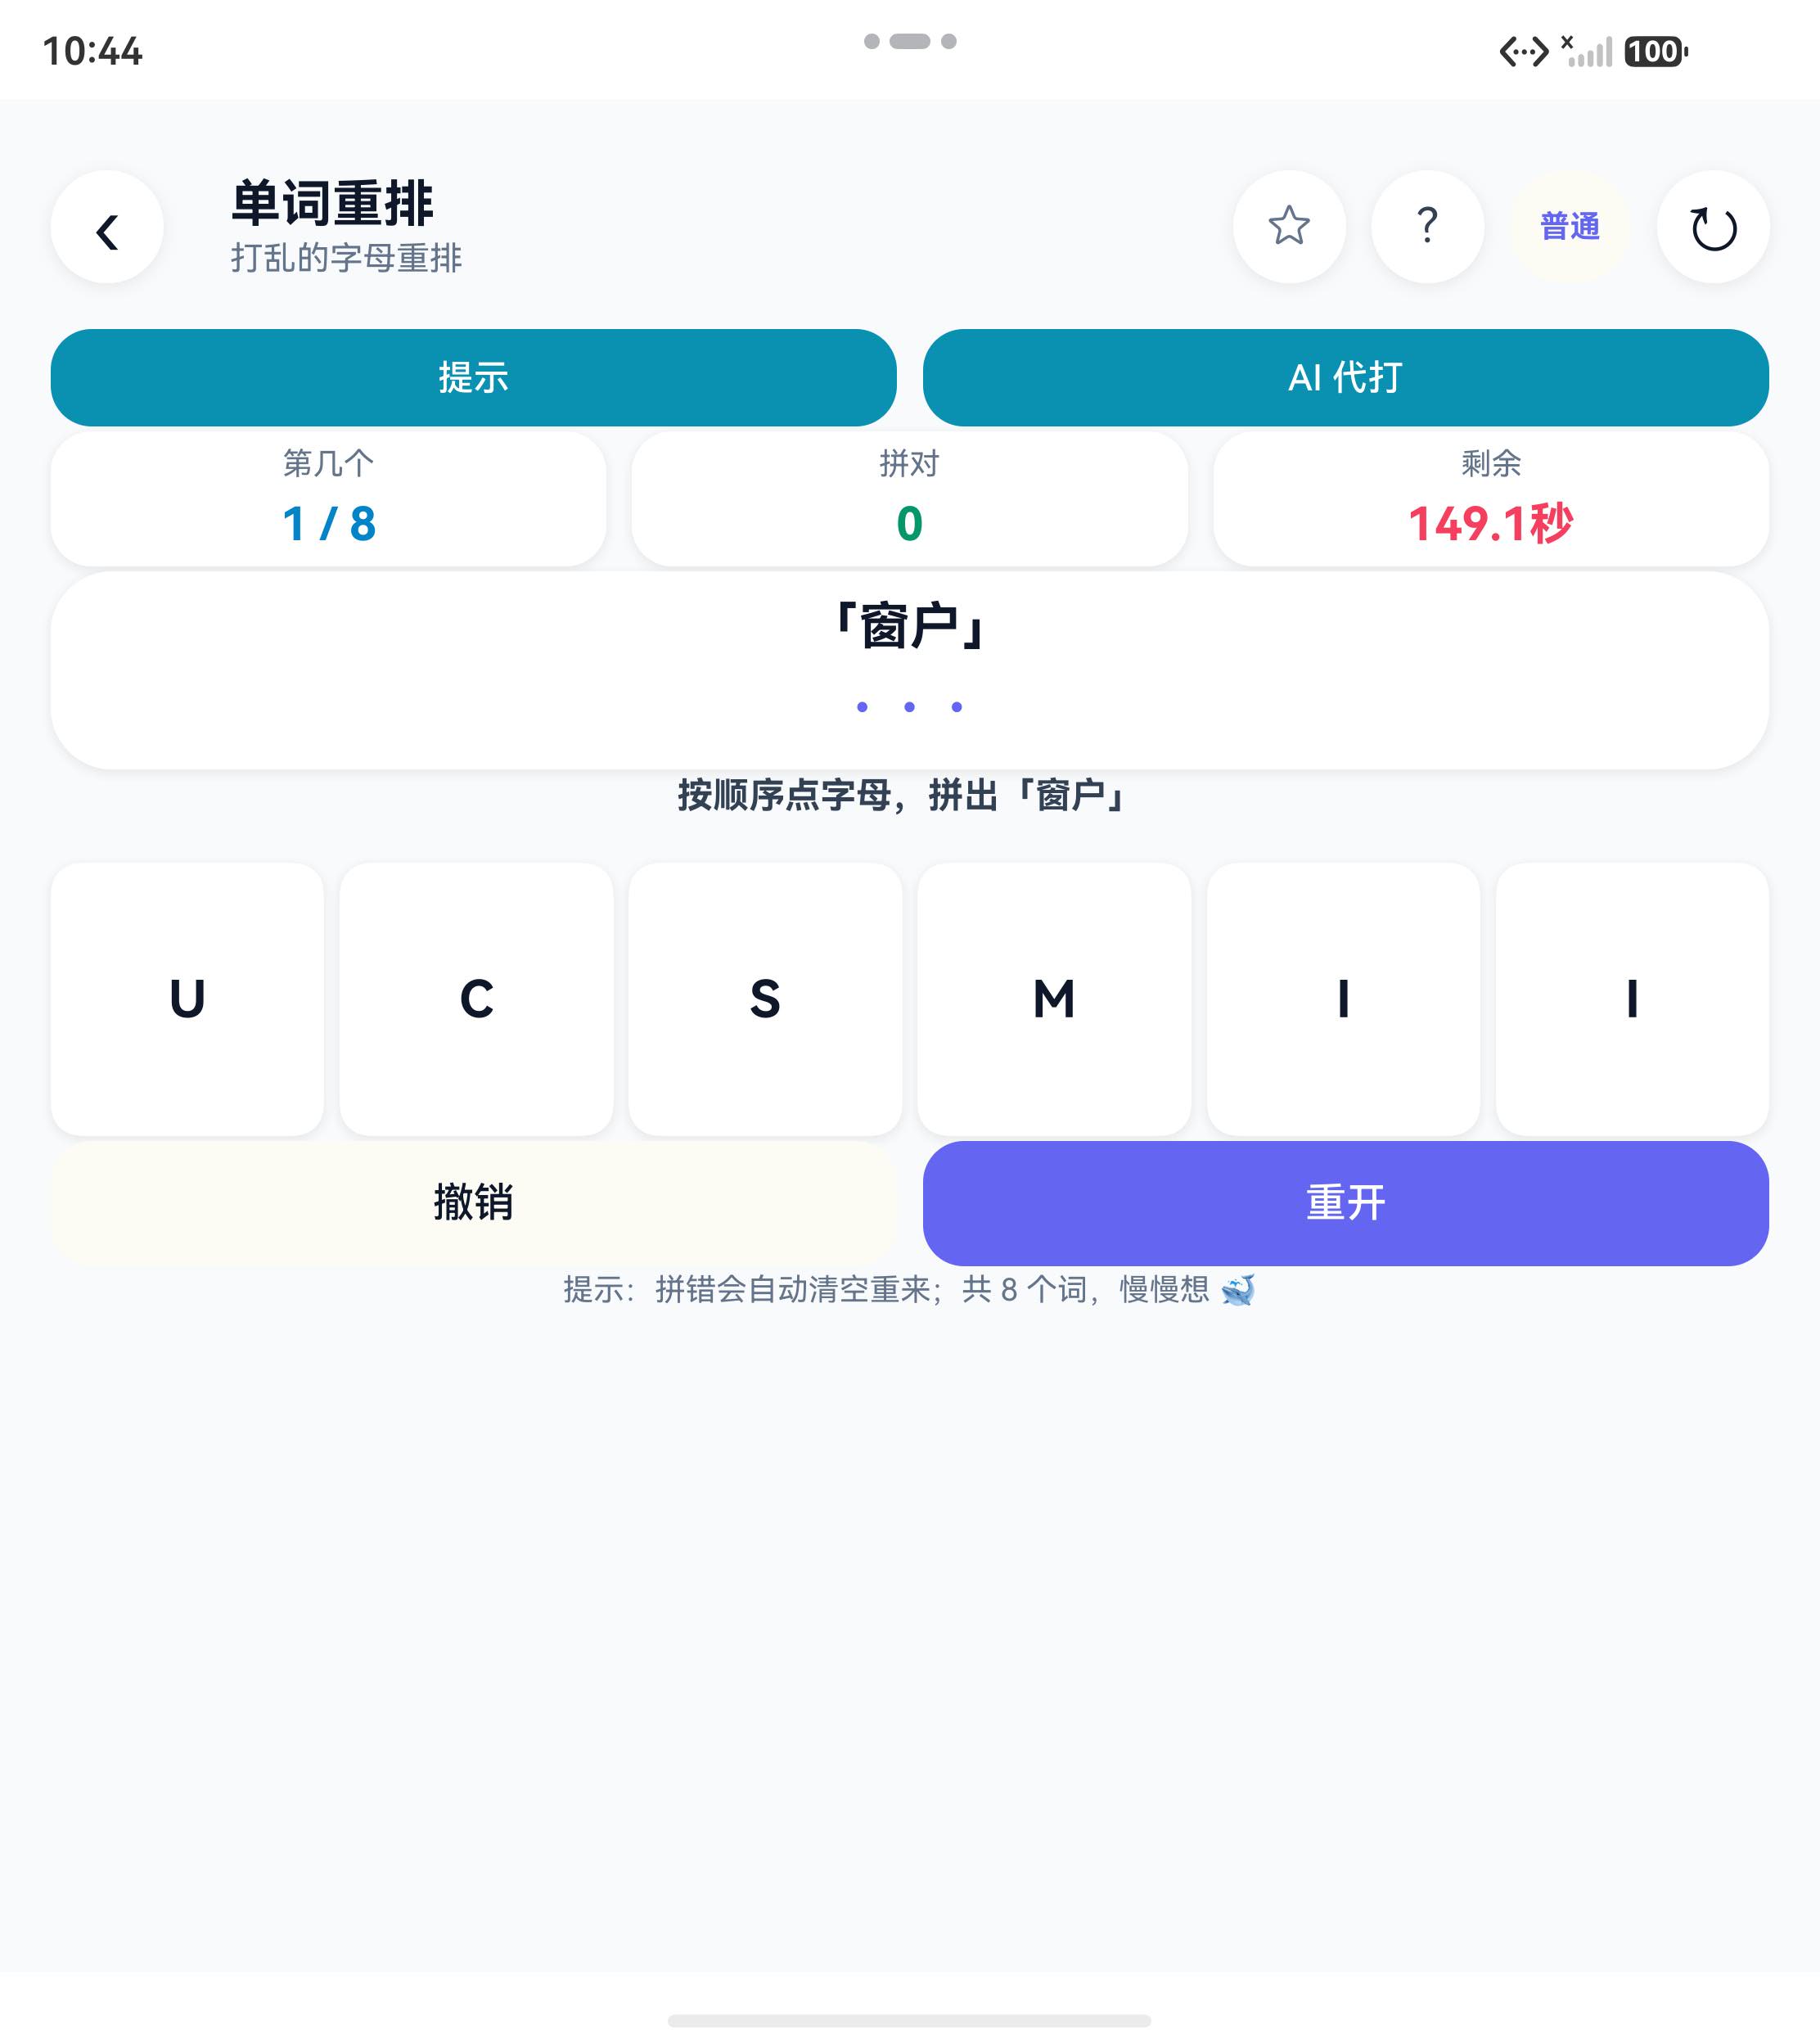 10:44
100
单词重排
打乱的字母重排
?
普通
提示
AI 代打
第几个
拼对
剩余
1 / 8
0
149.1秒
「窗户」
• • •
按顺序点字母，拼出「窗户」
U C S M I I
撤销
重开
提示：拼错会自动清空重来；共 8 个词，慢慢想 🐳